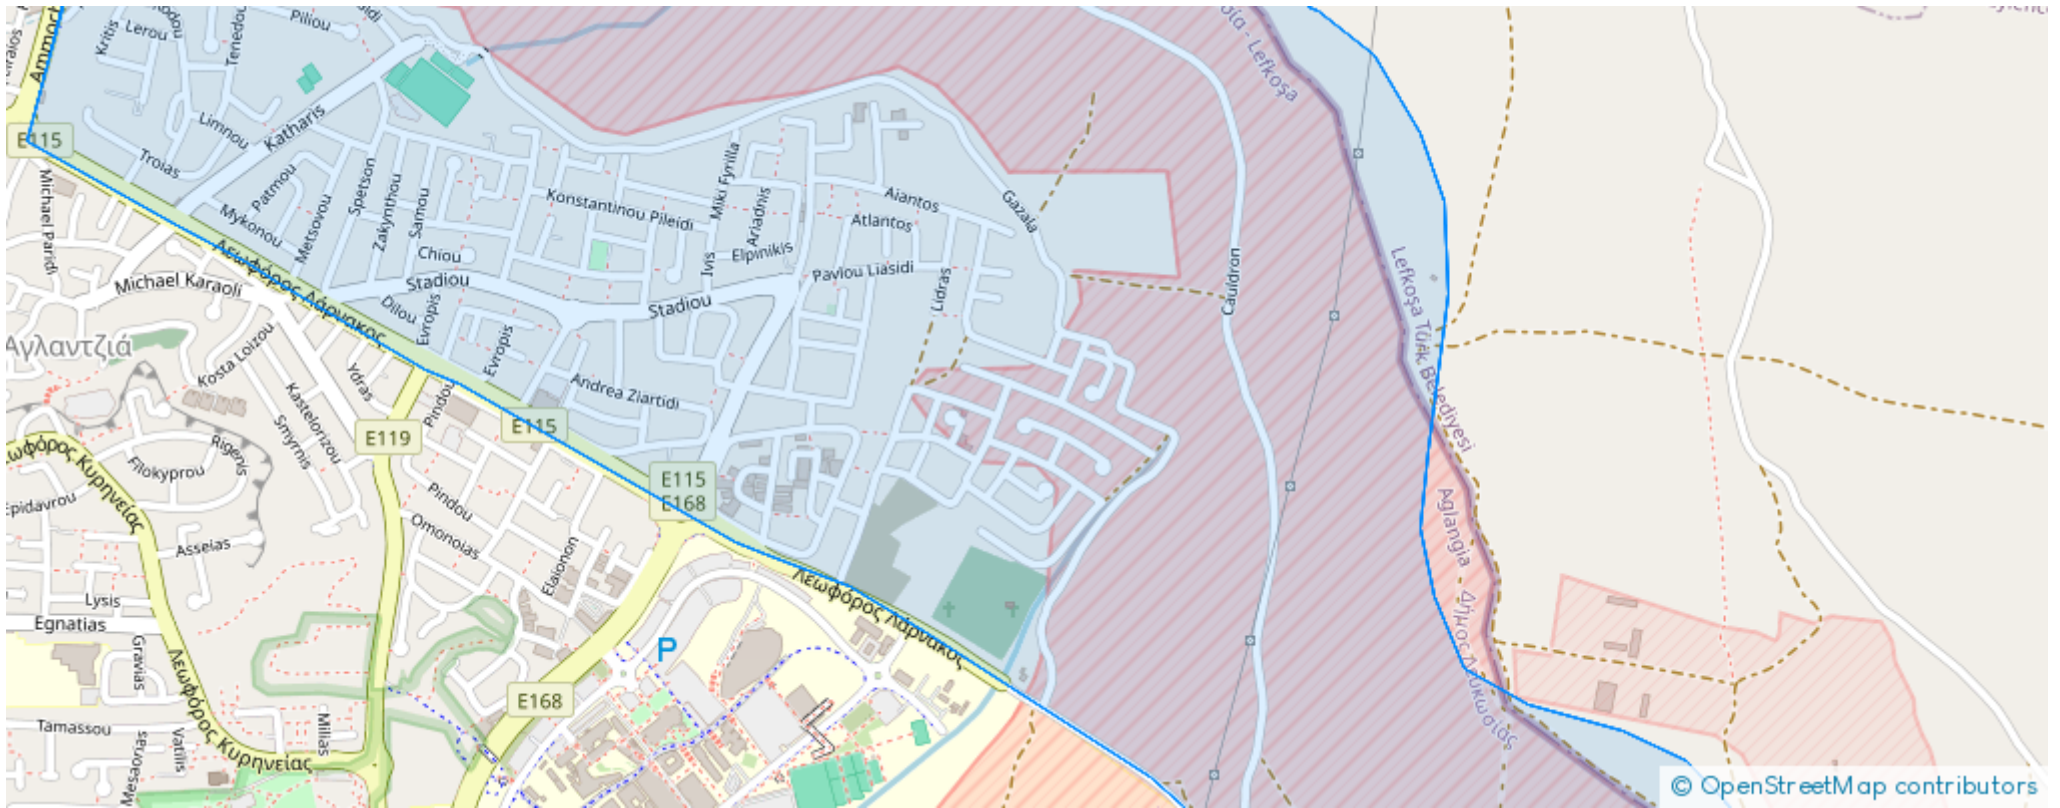 Kritis
Lerou
Tenedou
Piliou
Ammoch
E115
Limnou
Katharis
Troias
Patmou
Mykonou
Metsovou
Spetson
Zakynthou
Samou
Chiou
Stadiou
Michael Paridi
Λεωφόρος Λάρνακος
Michael Karaoli
Dilou
Evropis
Evropis
Konstantinou Pileidi
Miki Fyrilla
Ariadnis
Elpinikis
Ivis
Stadiou
Aiantos
Atlantos
Pavlou Liasidi
Lidras
Gazala
Cauldron
οία - Lefkoşa
Lefkoşa Türk Belediyesi
Aglangia
Δήμος Λευκωσίας
Αγλαντζιά
Kosta Loizou
Ydras
Kastelorizou
Smyrnis
Rigenis
Filokyprou
Epidavrou
E119
Pindou
E115
Andrea Ziartidi
E115
E168
Pindou
Omonoias
Elaionon
Asseias
Lysis
Egnatias
Gravias
Λεωφόρος Κυρηνείας
Λεωφόρος Κυρηνείας
Tamassou
Vatilis
Milias
E168
P
Λεωφόρος Λάρνακος
© OpenStreetMap contributors